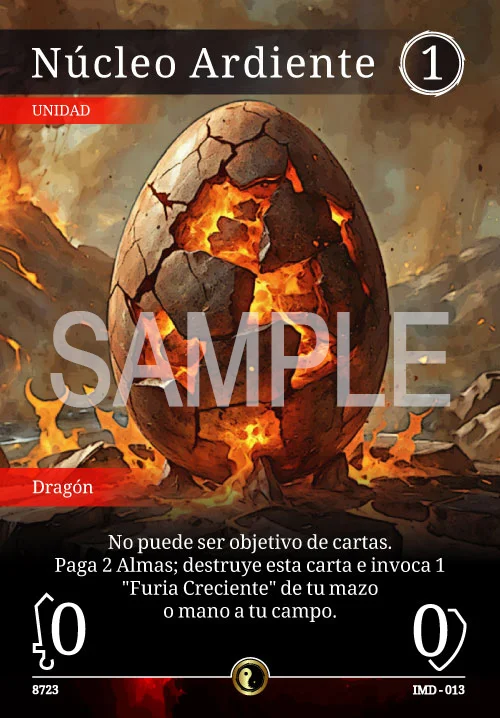 Núcleo Ardiente 1
UNIDAD
SAMPLE
Dragón
No puede ser objetivo de cartas.
Paga 2 Almas; destruye esta carta e invoca 1
"Furia Creciente" de tu mazo
o mano a tu campo.
0 0
8723 IMD - 013